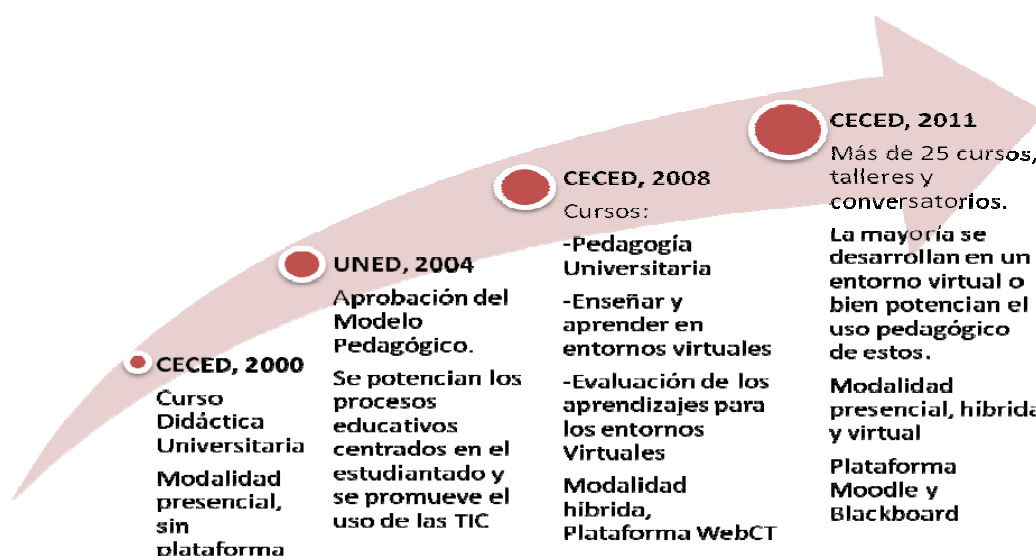 CECED, 2000
Curso
Didáctica
Universitaria
Modalidad
presencial,
sin
plataforma
UNED, 2004
Aprobación del
Modelo
Pedagógico.
Se potencian los
procesos
educativos
centrados en el
estudiantado y
se promueve el
uso de las TIC
CECED, 2008
Cursos:
-Pedagogía
Universitaria
-Enseñar y
aprender en
entornos virtuales
-Evaluación de los
aprendizajes para
los entornos
Virtuales
Modalidad
híbrida,
Plataforma WebCT
CECED, 2011
Más de 25 cursos,
talleres y
conversatorios.
La mayoría se
desarrollan en un
entorno virtual o
bien potencian el
uso pedagógico
de estos.
Modalidad
presencial, híbrida
y virtual
Plataforma
Moodle y
Blackboard